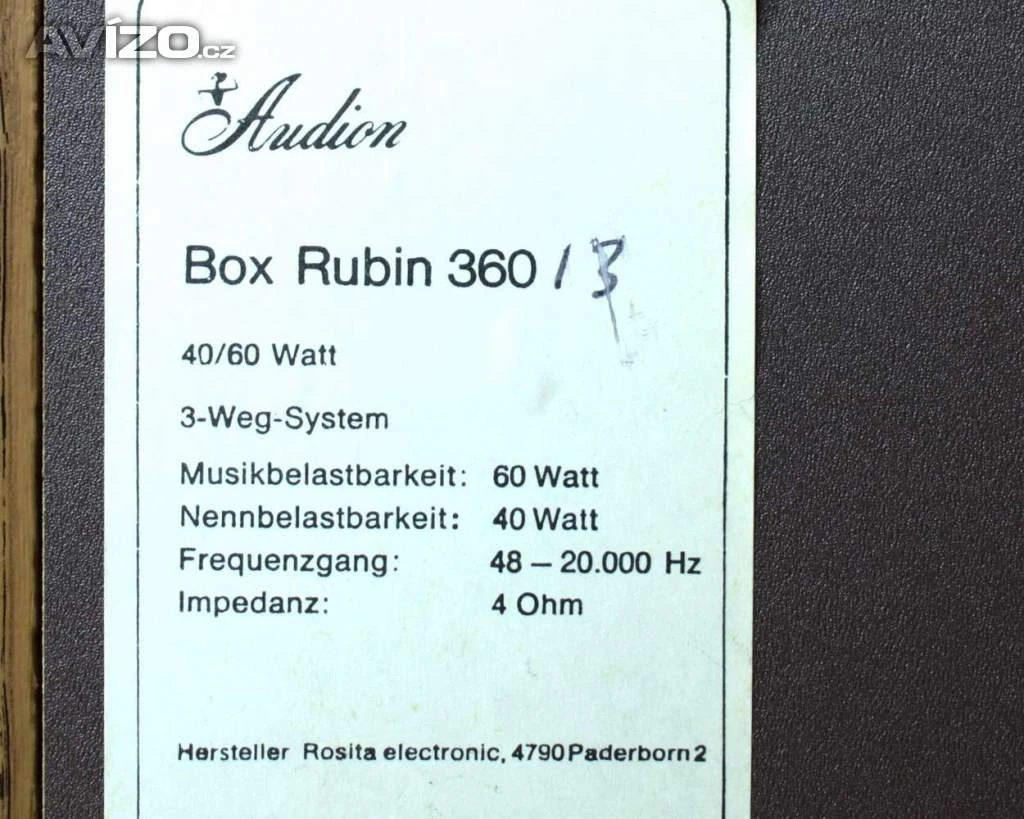 AVÍZO.cz
Audion
Box Rubin 360 / 3
40/60 Watt
3-Weg-System
Musikbelastbarkeit: 60 Watt
Nennbelastbarkeit: 40 Watt
Frequenzgang: 48 – 20.000 Hz
Impedanz: 4 Ohm
Hersteller Rosita electronic, 4790 Paderborn 2